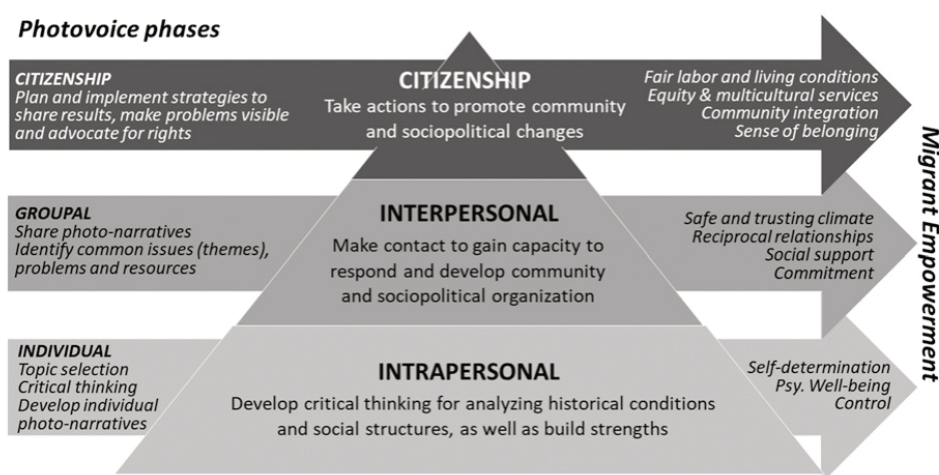 Photovoice phases
CITIZENSHIP
Plan and implement strategies to
share results, make problems visible
and advocate for rights
CITIZENSHIP
Take actions to promote community
and sociopolitical changes
Fair labor and living conditions
Equity & multicultural services
Community integration
Sense of belonging
GROUPAL
Share photo-narratives
Identify common issues (themes),
problems and resources
INTERPERSONAL
Make contact to gain capacity to
respond and develop community
and sociopolitical organization
Safe and trusting climate
Reciprocal relationships
Social support
Commitment
INDIVIDUAL
Topic selection
Critical thinking
Develop individual
photo-narratives
INTRAPERSONAL
Develop critical thinking for analyzing historical conditions
and social structures, as well as build strengths
Self-determination
Psy. Well-being
Control
Migrant Empowerment